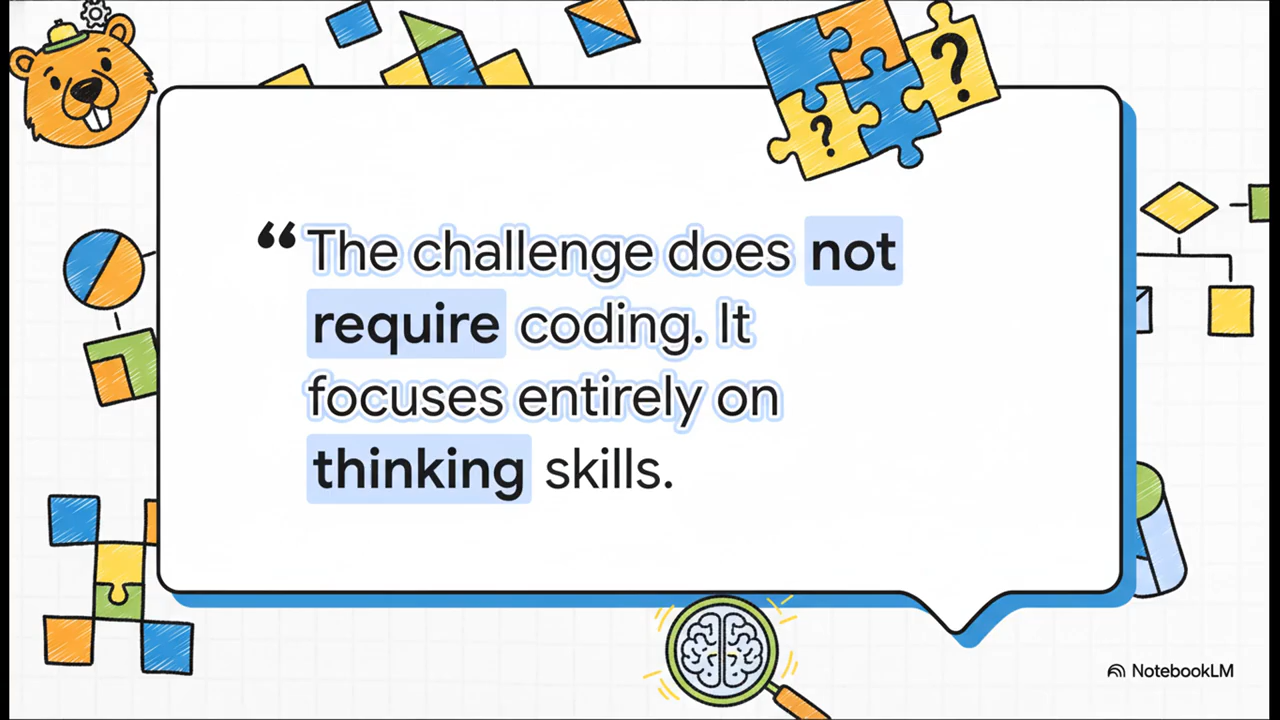 ?
?
“The challenge does not
require coding. It
focuses entirely on
thinking skills.
NotebookLM